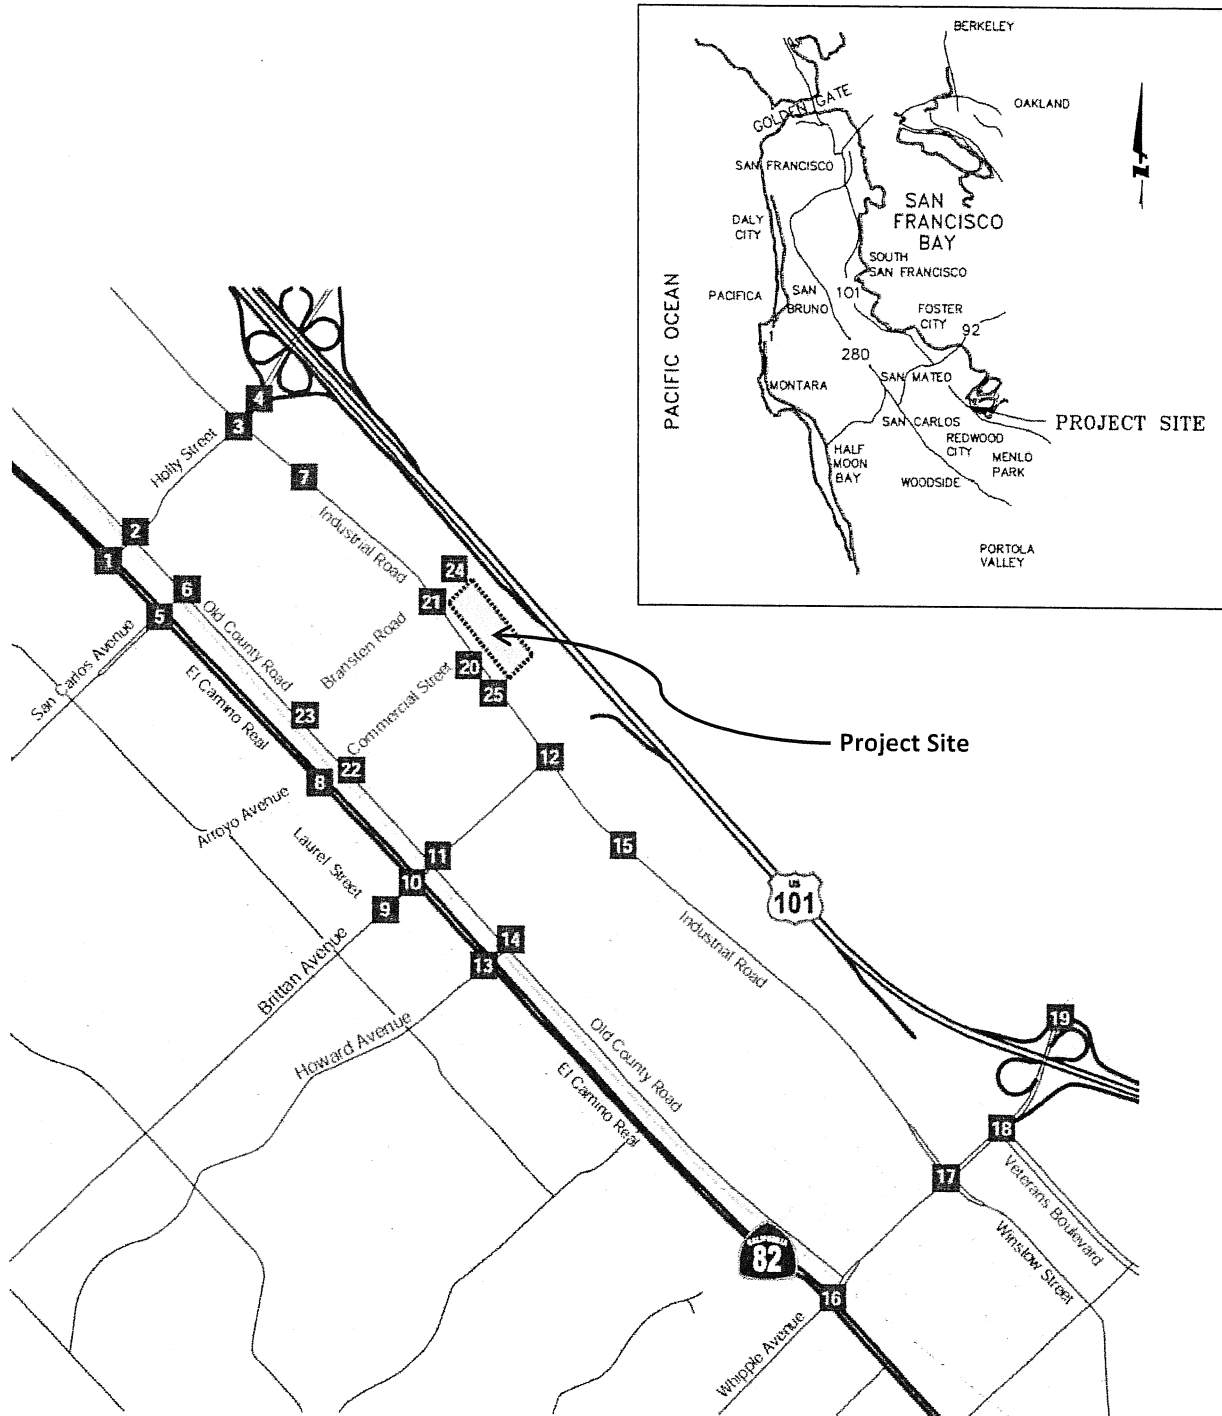 BERKELEY
OAKLAND
GOLDEN GATE
SAN FRANCISCO
SAN
FRANCISCO
BAY
DALY
CITY
SOUTH
SAN FRANCISCO
PACIFIC OCEAN
PACIFICA
SAN
BRUNO
101
FOSTER
CITY
92
1
280
MONTARA
SAN MATEO
SAN CARLOS
PROJECT SITE
REDWOOD
CITY
MENLO
PARK
HALF
MOON
BAY
WOODSIDE
PORTOLA
VALLEY
N
4
3
Holly Street
7
2
1
Industrial Road
24
6
21
5
Old County Road
Bransten Road
San Carlos Avenue
20
25
El Camino Real
Commercial Street
23
Project Site
12
22
8
Arroyo Avenue
Laurel Street
11
15
10
9
US
101
14
13
Industrial Road
Brittan Avenue
Howard Avenue
19
Old County Road
El Camino Real
18
17
Veterans Boulevard
Winslow Street
CALIFORNIA
82
16
Whipple Avenue